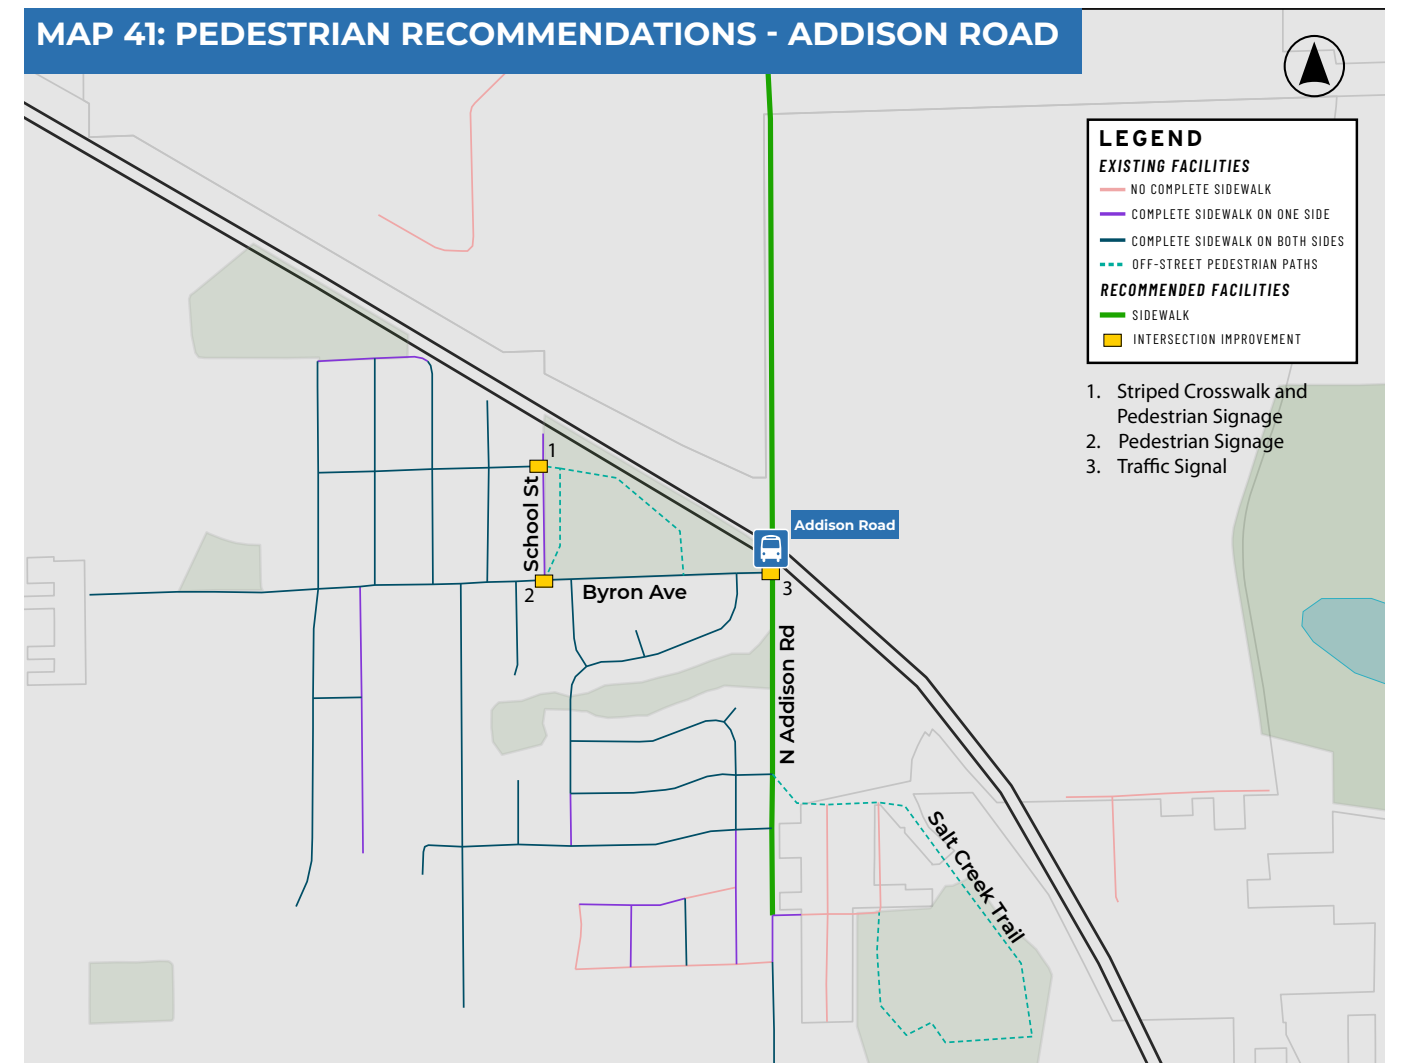 MAP 41: PEDESTRIAN RECOMMENDATIONS - ADDISON ROAD
LEGEND
EXISTING FACILITIES
NO COMPLETE SIDEWALK
COMPLETE SIDEWALK ON ONE SIDE
COMPLETE SIDEWALK ON BOTH SIDES
OFF-STREET PEDESTRIAN PATHS
RECOMMENDED FACILITIES
SIDEWALK
INTERSECTION IMPROVEMENT
1. Striped Crosswalk and
Pedestrian Signage
2. Pedestrian Signage
3. Traffic Signal
1
School St
Addison Road
2
Byron Ave
3
N Addison Rd
Salt Creek Trail